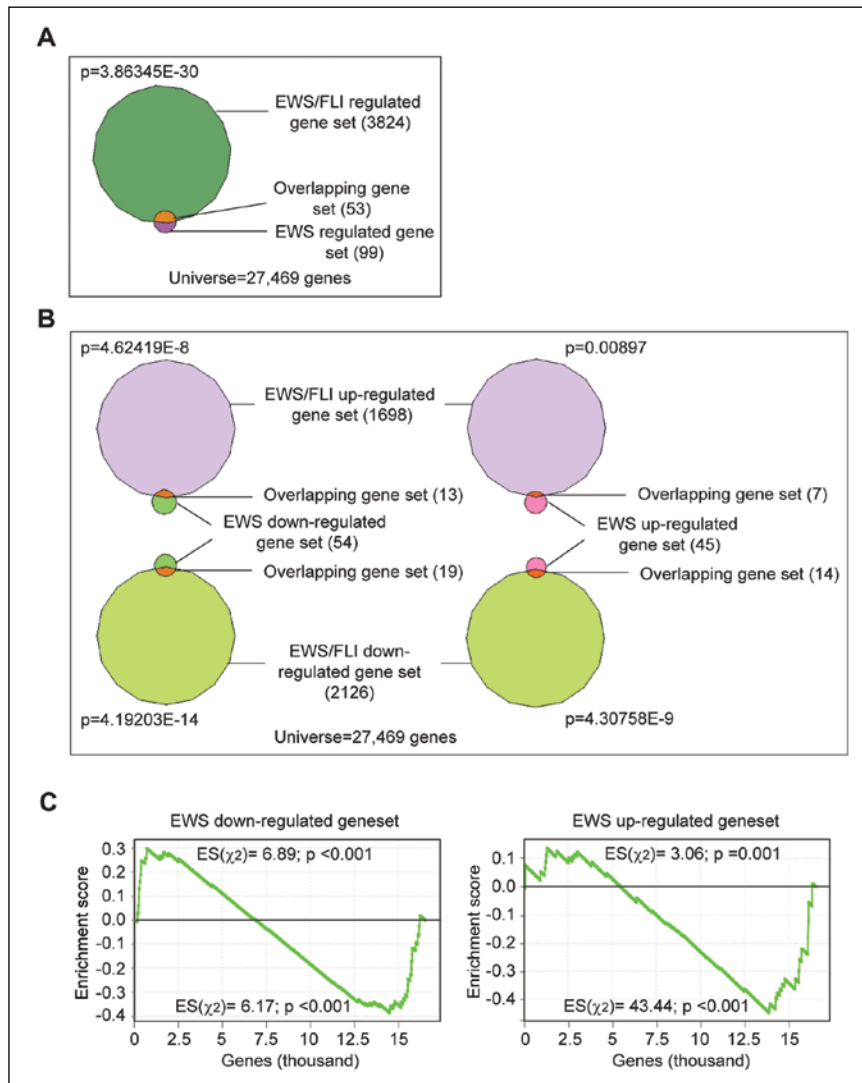 A
p=3.86345E-30
EWS/FLI regulated
gene set (3824)
Overlapping gene
set (53)
EWS regulated gene
set (99)
Universe=27,469 genes
B
p=4.62419E-8
p=0.00897
EWS/FLI up-regulated
gene set (1698)
Overlapping gene set (13)
Overlapping gene set (7)
EWS down-regulated
gene set (54)
EWS up-regulated
gene set (45)
Overlapping gene set (19)
Overlapping gene set (14)
EWS/FLI down-
regulated gene set
(2126)
p=4.19203E-14
p=4.30758E-9
Universe=27,469 genes
C
EWS down-regulated geneset
ES(χ2)= 6.89; p <0.001
Enrichment score
0.3
0.2
0.1
0.0
-0.1
-0.2
-0.3
-0.4
ES(χ2)= 6.17; p <0.001
0 2.5 5 7.5 10 12.5 15
Genes (thousand)
EWS up-regulated geneset
ES(χ2)= 3.06; p =0.001
Enrichment score
0.1
0.0
-0.1
-0.2
-0.3
-0.4
ES(χ2)= 43.44; p <0.001
0 2.5 5 7.5 10 12.5 15
Genes (thousand)